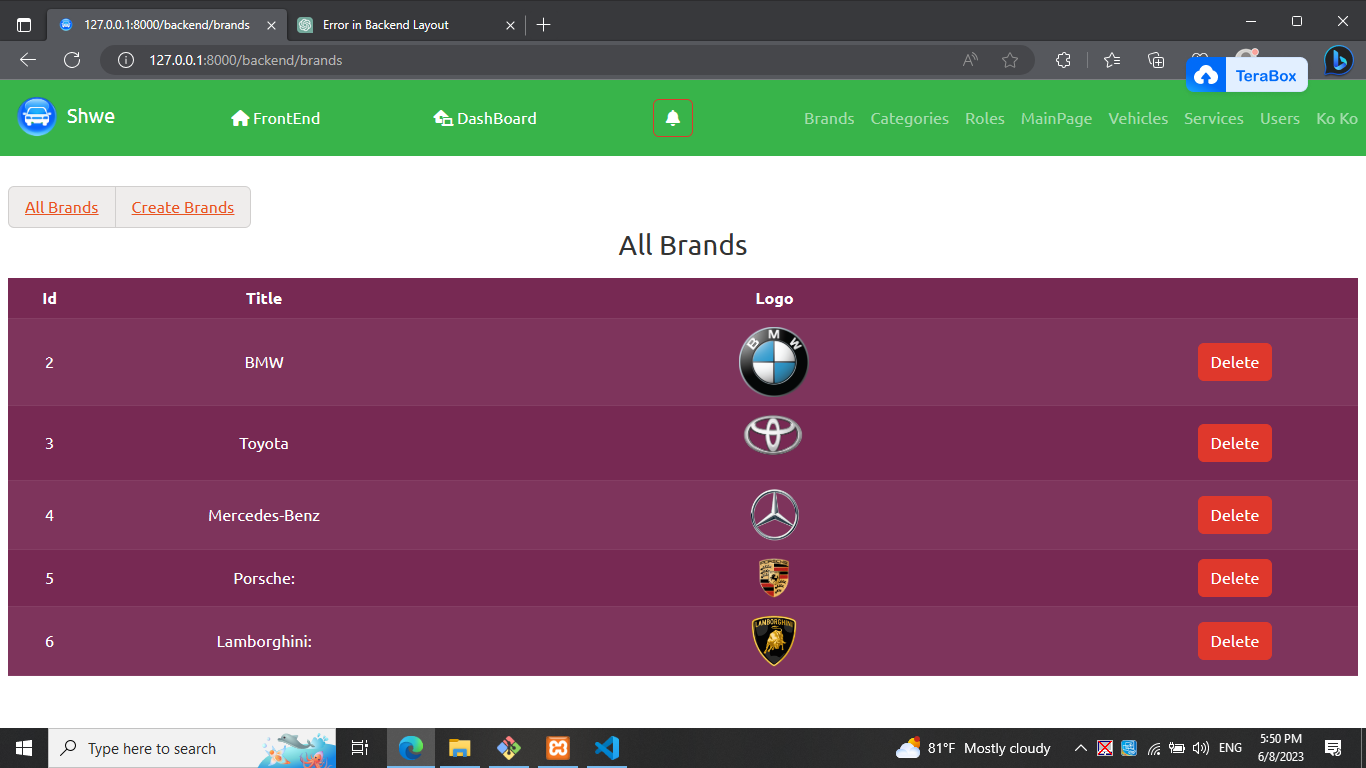 127.0.0.1:8000/backend/brands
Error in Backend Layout
127.0.0.1:8000/backend/brands
TeraBox
Shwe
FrontEnd
DashBoard
Brands Categories Roles MainPage Vehicles Services Users Ko Ko
All Brands Create Brands
All Brands
Id Title Logo
2 BMW BMW Delete
3 Toyota Delete
4 Mercedes-Benz Delete
5 Porsche: Delete
6 Lamborghini: LAMBORGHINI Delete
Type here to search
81°F Mostly cloudy
ENG
5:50 PM
6/8/2023